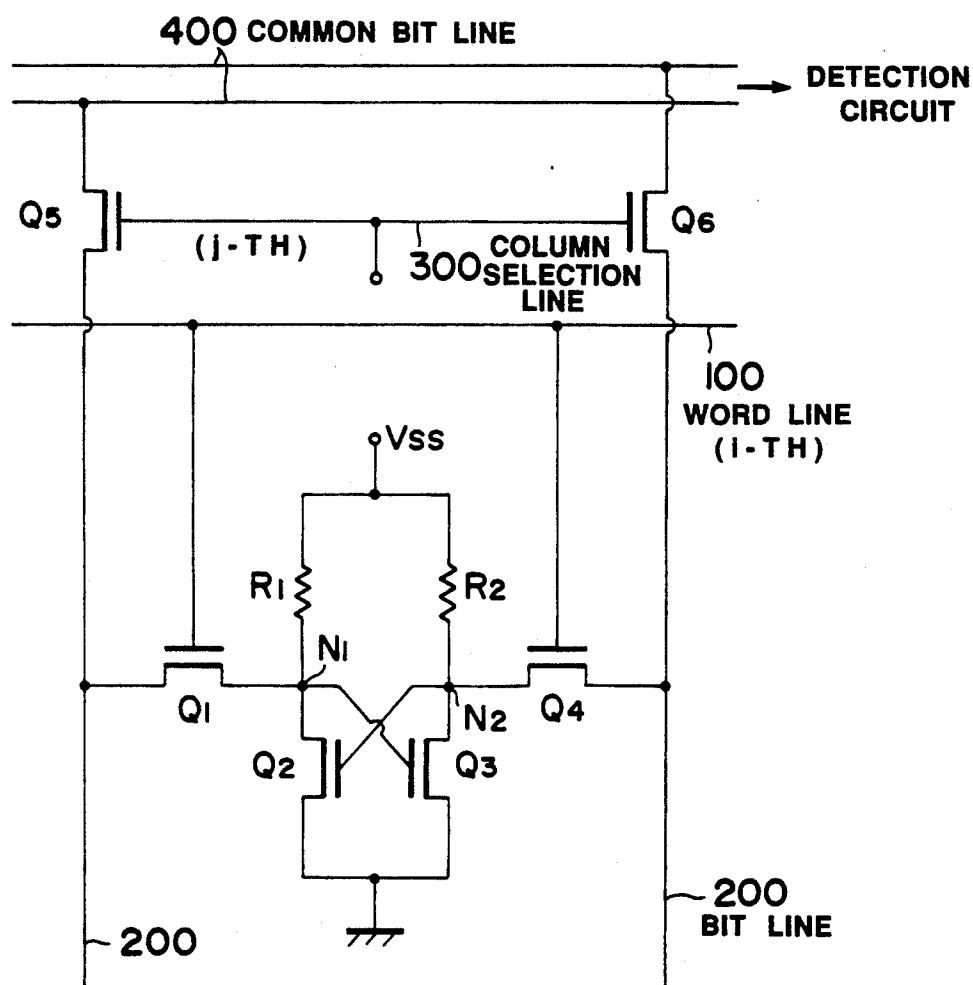 400 COMMON BIT LINE
DETECTION
CIRCUIT
Q5
Q6
(j-TH)
300
COLUMN
SELECTION
LINE
100
WORD LINE
(i-TH)
Vss
R1
R2
N1
N2
Q1
Q4
Q2
Q3
200
200
BIT LINE